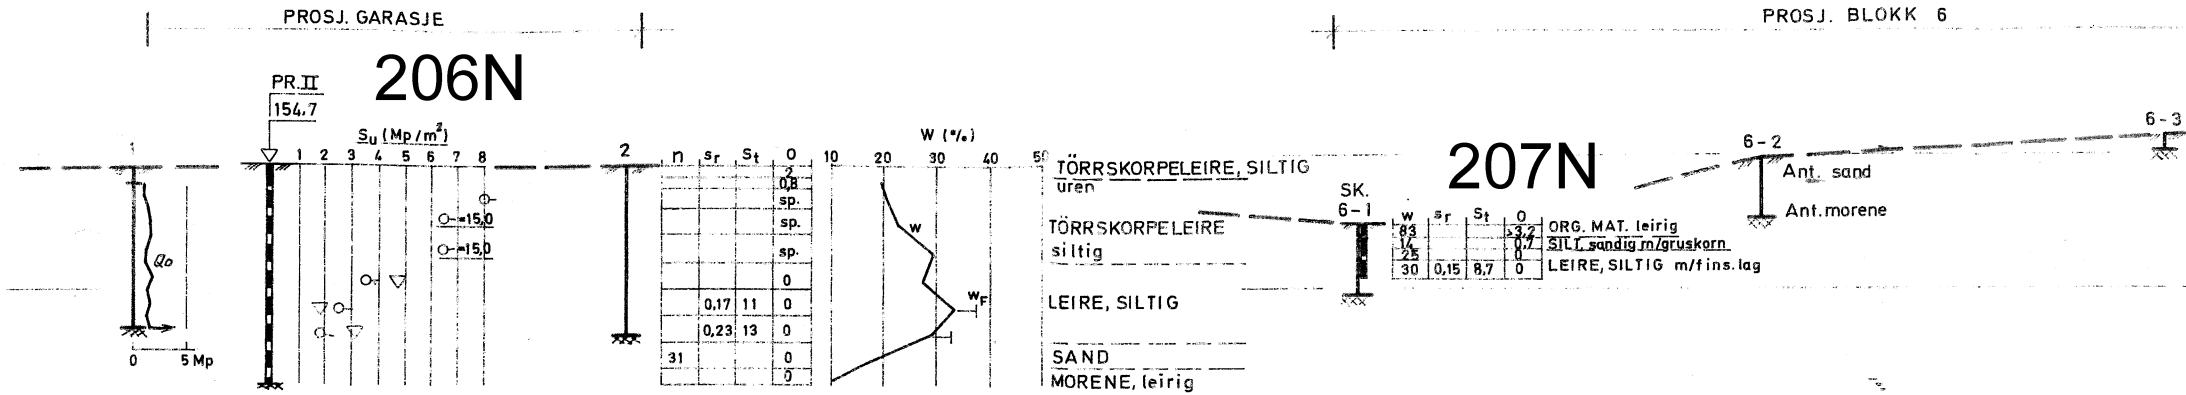 PROSJ. GARASJE
PROSJ. BLOKK 6
206N
PR.II
154,7
Su (Mp/m²)
1 2 3 4 5 6 7 8
1
2
n sr St O
2
0,8
sp.
sp.
sp.
0
0,17 11 0
0,23 13 0
31 0
0
=15,0
=15,0
Qo
0 5 Mp
W (%)
10 20 30 40 50
w
wF
TÖRRSKORPELEIRE, SILTIG
uren
TÖRRSKORPELEIRE
siltig
LEIRE, SILTIG
SAND
MORENE, leirig
207N
SK.
6-1
w sr St O
83 >3,2 ORG. MAT. leirig
14 0,7 SILT, sandig m/gruskorn
25 0
30 0,15 8,7 0 LEIRE, SILTIG m/fins.lag
6-2
Ant. sand
Ant.morene
6-3